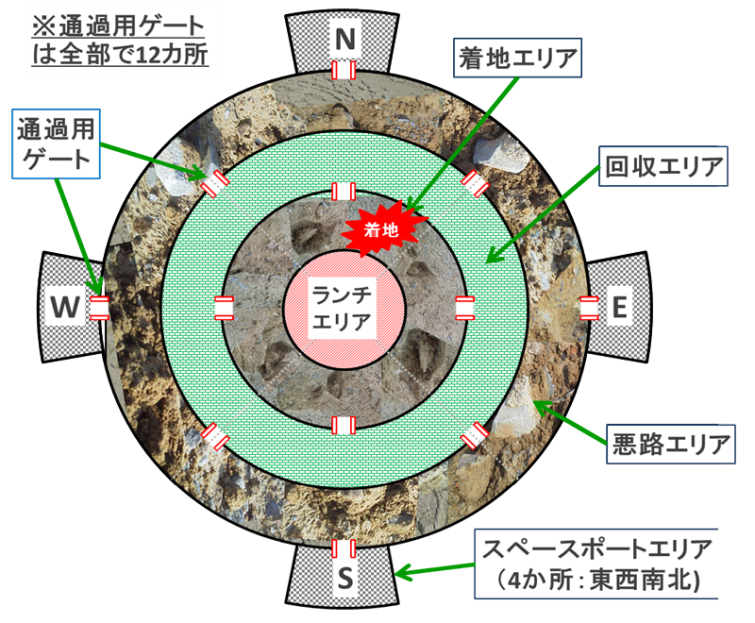 ※通過用ゲート
は全部で12カ所
N
着地エリア
通過用
ゲート
回収エリア
着地
ランチ
エリア
W
E
悪路エリア
スペースポートエリア
（4か所：東西南北)
S